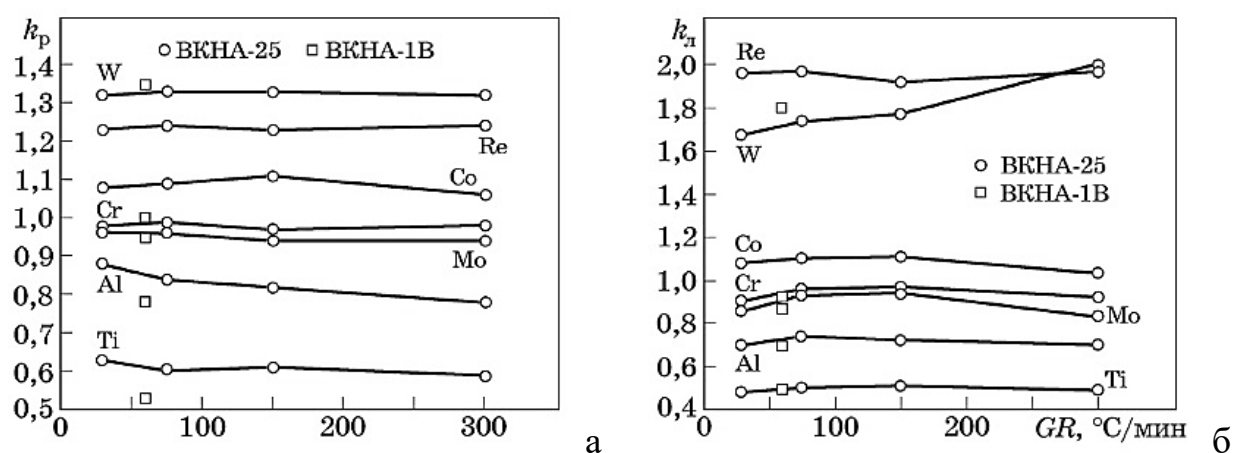 kр
ВКНА-25 ВКНА-1В
1,4
W
1,3
1,2
Re
1,1
Co
Cr
1,0
0,9
Mo
Al
0,8
0,7
Ti
0,6
0,5
0 100 200 300
а
kл
Re
2,0
1,8
1,6
W
ВКНА-25
ВКНА-1В
1,4
1,2
Co
1,0
Cr
0,8
Mo
0,6
Al
Ti
0,4
0 100 200 GR, °С/мин
б